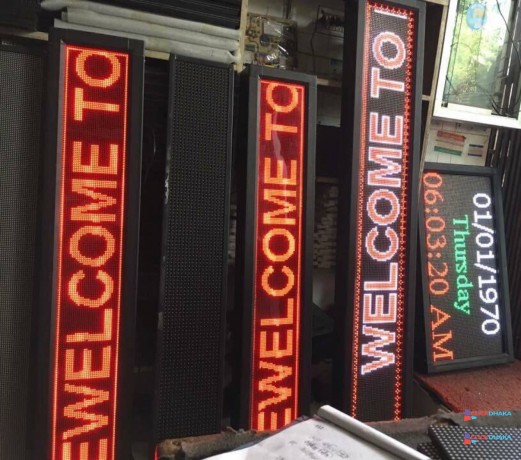 EWELCOME TO
EWELCOME TO
WELCOME TO
01/01/1970
Thursday
06:03:20 AM